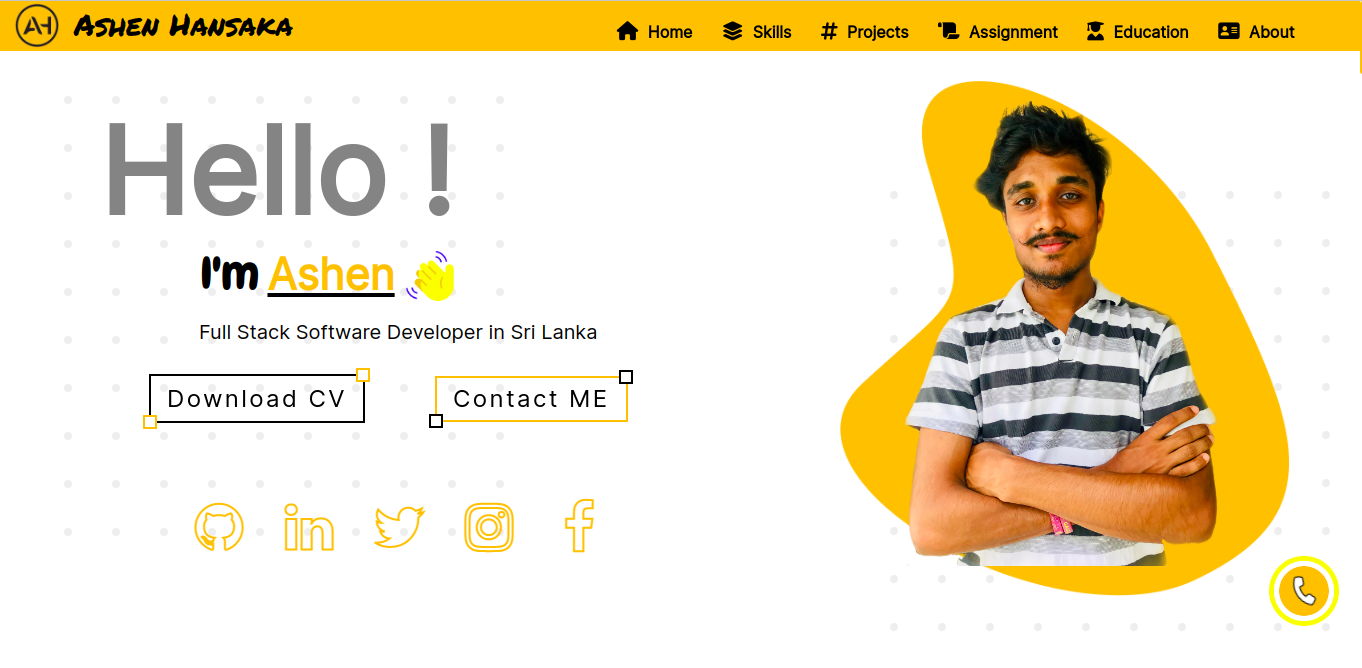 AH Ashen Hansaka
Home Skills Projects Assignment Education About
Hello !
I'm Ashen
Full Stack Software Developer in Sri Lanka
Download CV Contact ME